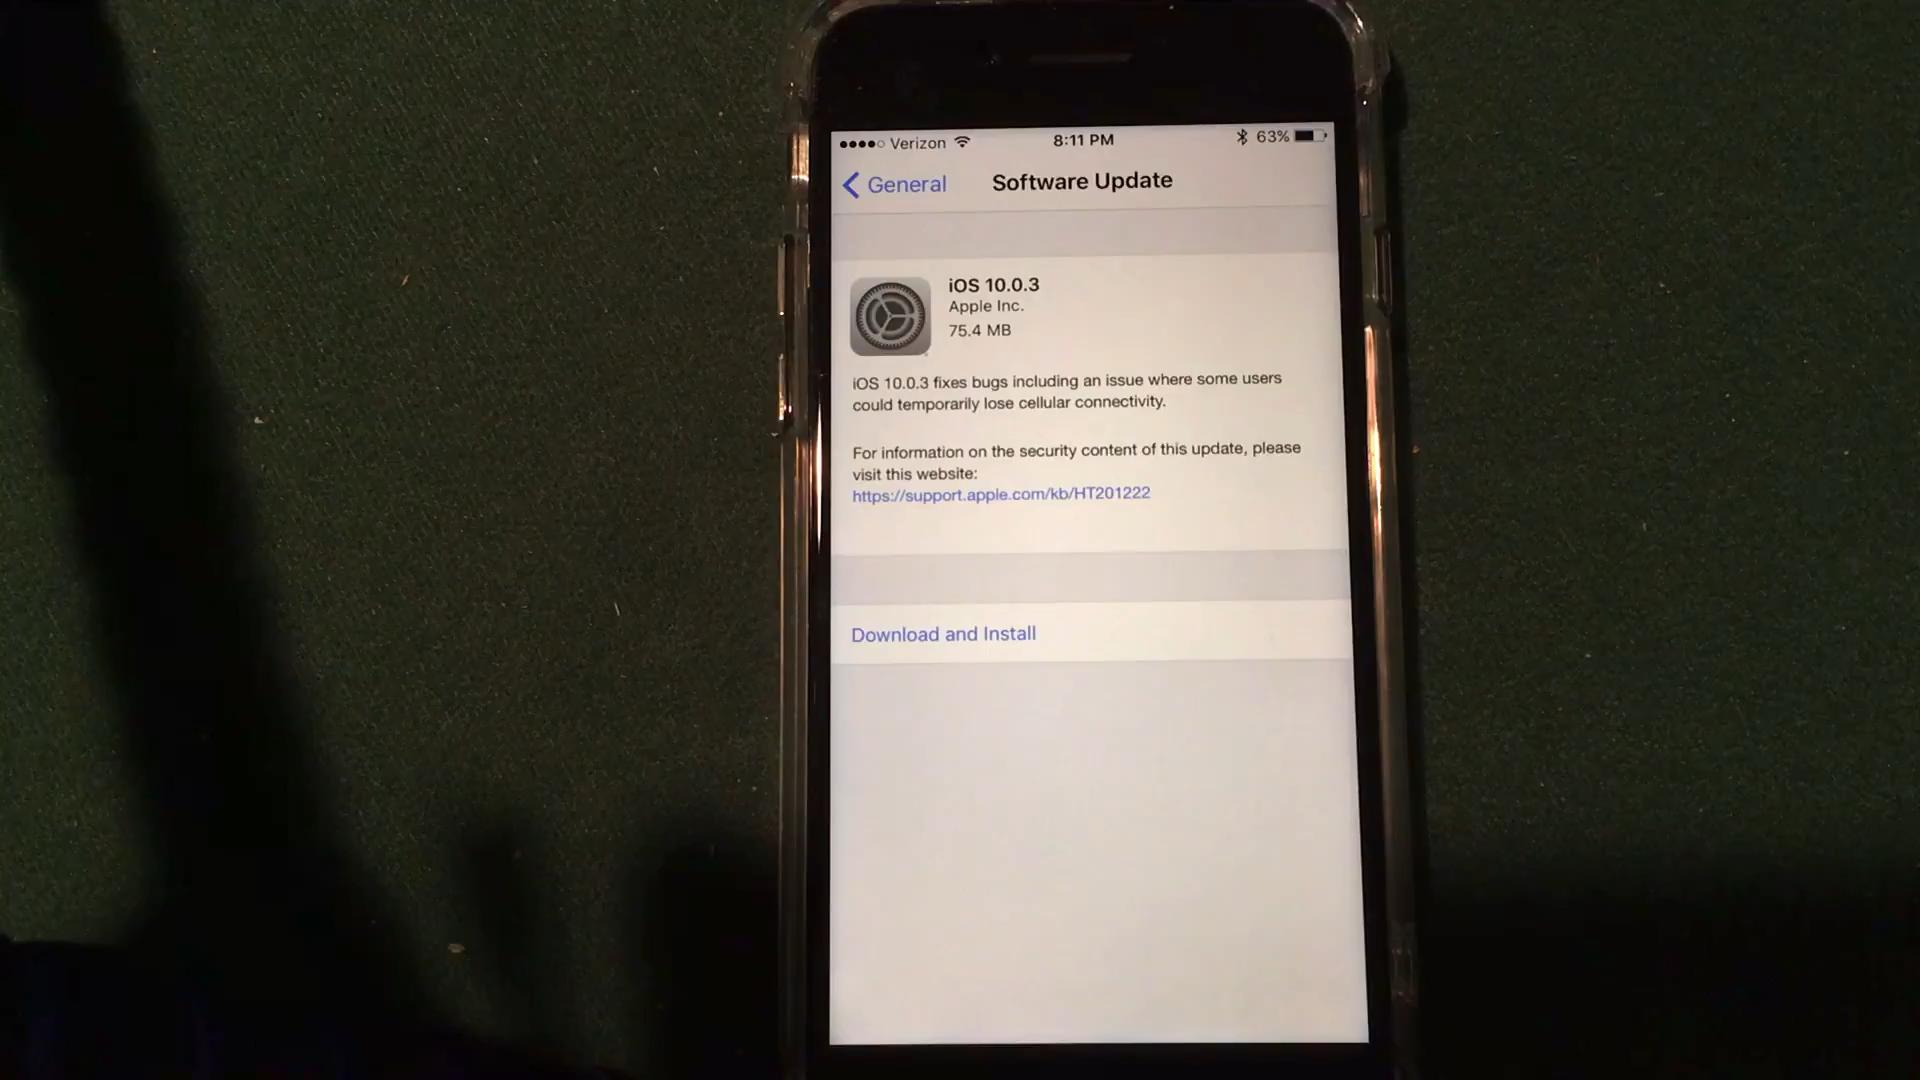 Verizon 8:11 PM 63%
General Software Update
iOS 10.0.3
Apple Inc.
75.4 MB
iOS 10.0.3 fixes bugs including an issue where some users
could temporarily lose cellular connectivity.
For information on the security content of this update, please
visit this website:
https://support.apple.com/kb/HT201222
Download and Install